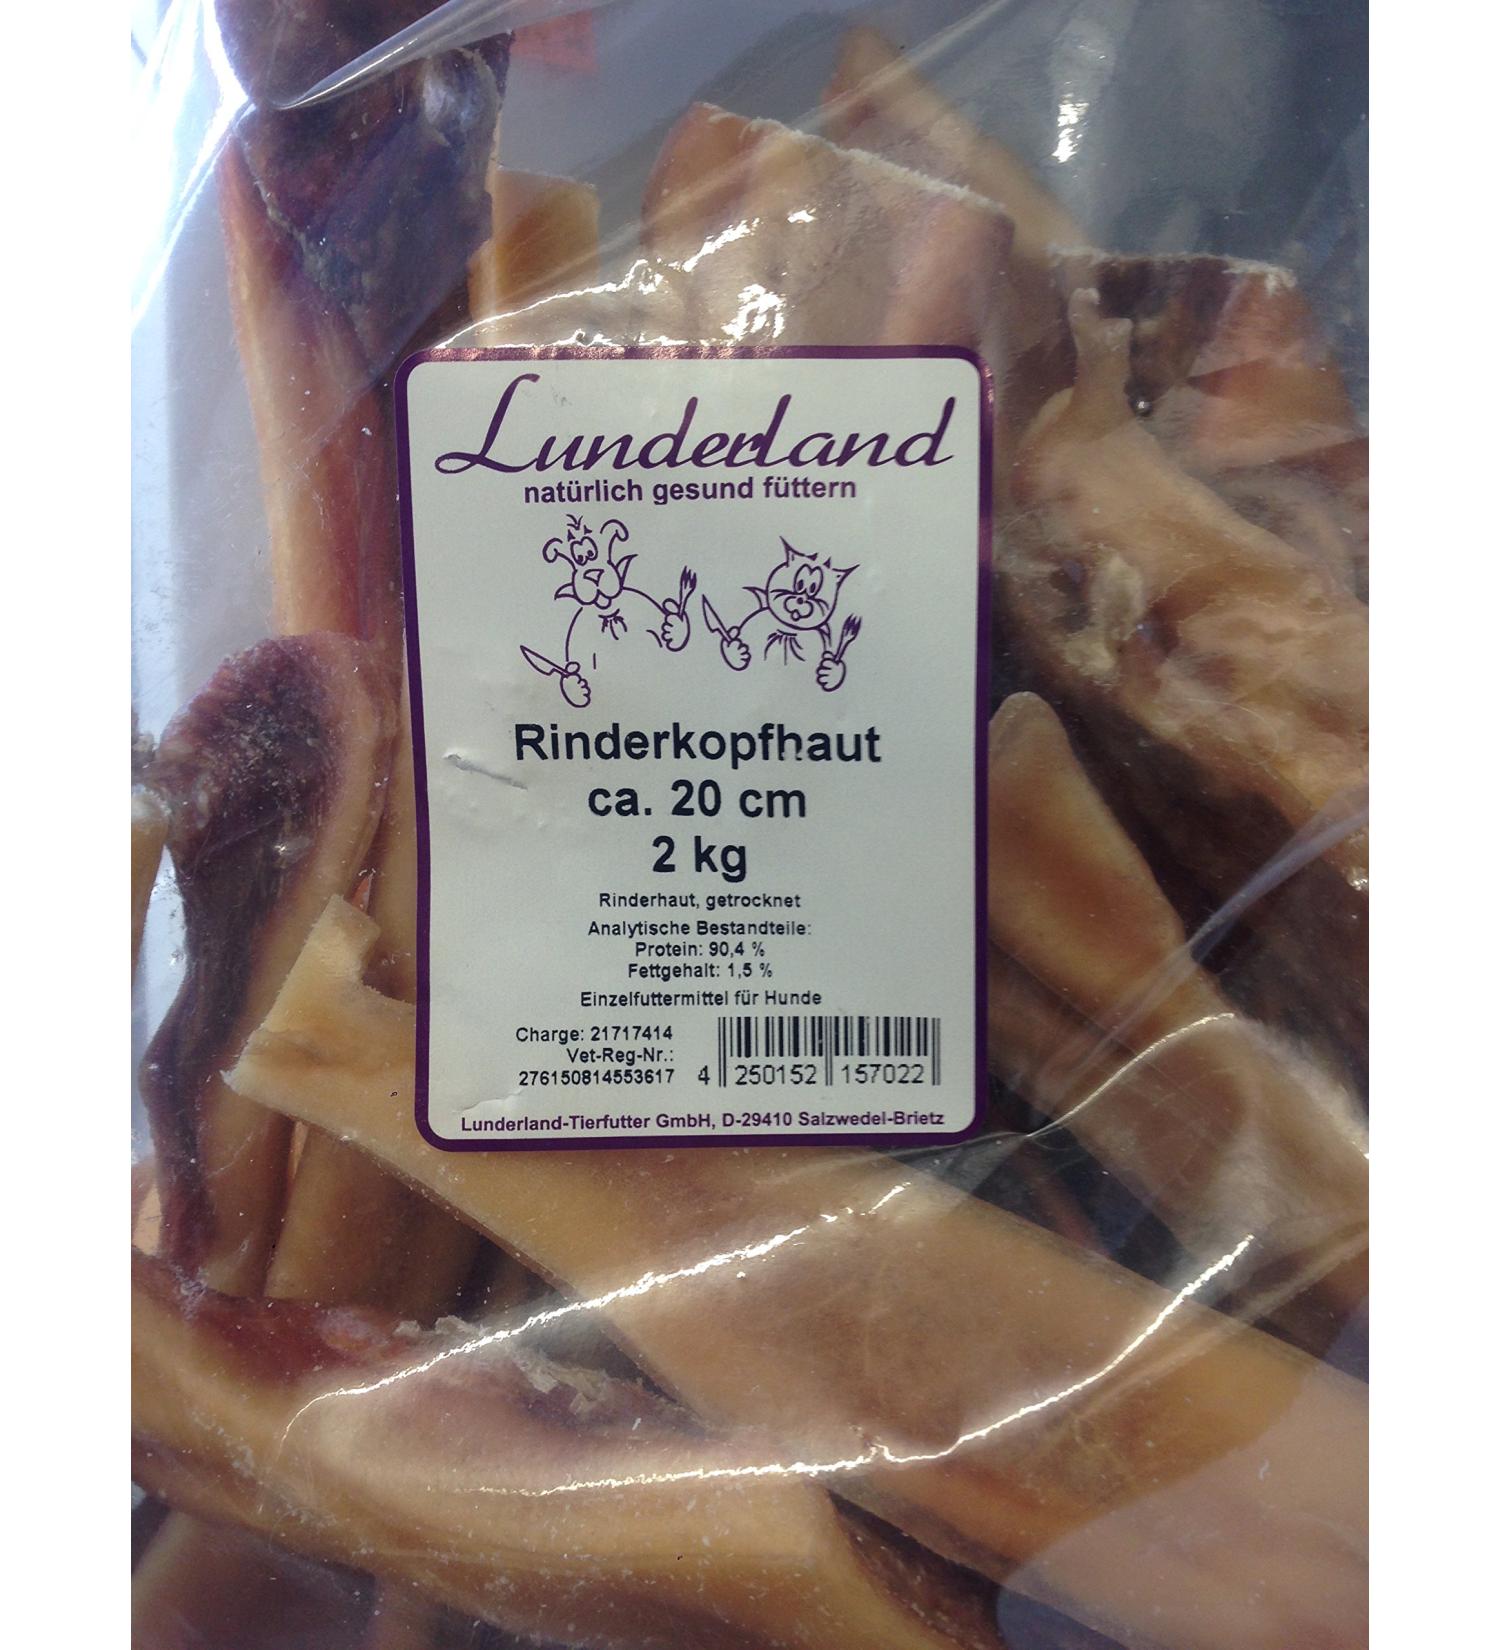 Lunderland
natürlich gesund füttern
Rinderkopfhaut
ca. 20 cm
2 kg
Rinderhaut, getrocknet
Analytische Bestandteile:
Protein: 90,4 %
Fettgehalt: 1,5 %
Einzelfuttermittel für Hunde
Charge: 21717414
Vet-Reg-Nr.:
276150814553617
4 250152 157022
Lunderland-Tierfutter GmbH, D-29410 Salzwedel-Brietz